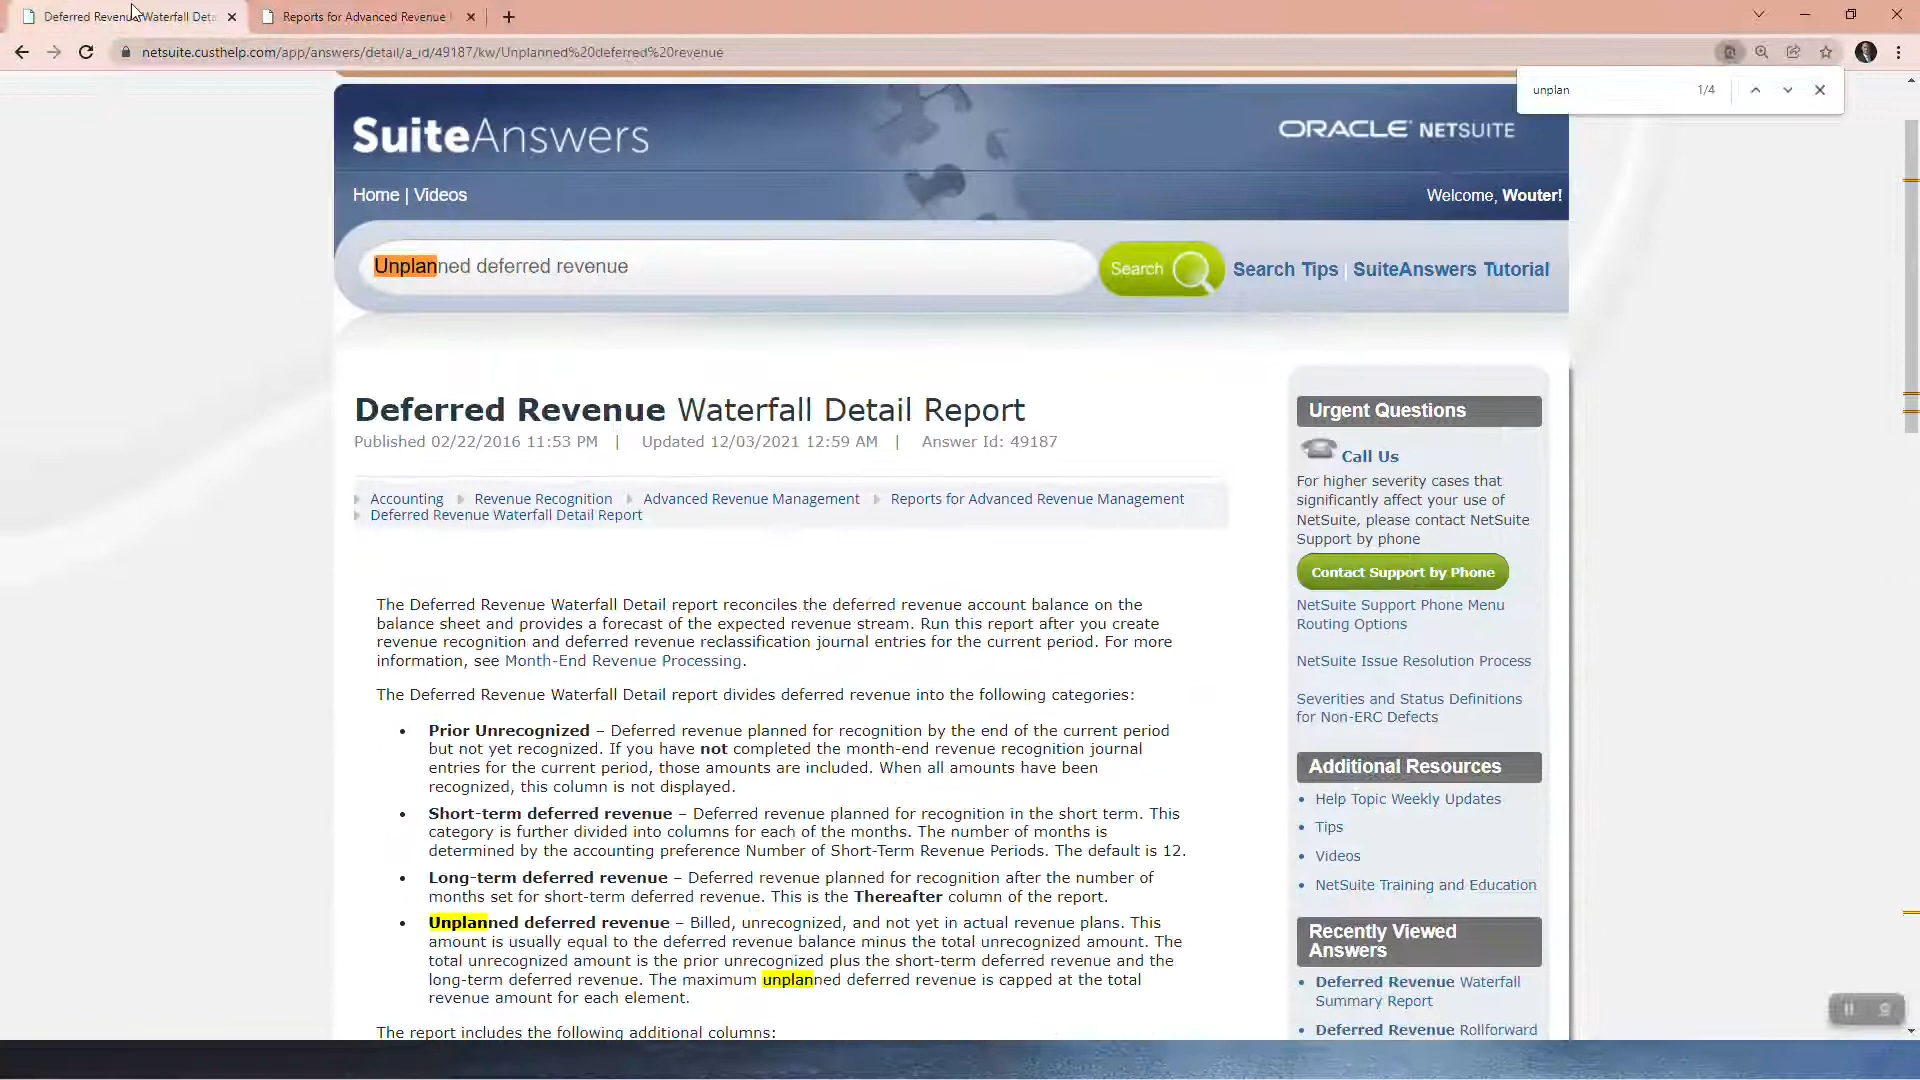 Deferred Revenue Waterfall Deta
Reports for Advanced Revenue
netsuite.custhelp.com/app/answers/detail/a_id/49187/kw/Unplanned%20deferred%20revenue
unplan 1/4
SuiteAnswers
ORACLE NETSUITE
Home | Videos
Welcome, Wouter!
Unplanned deferred revenue
Search
Search Tips | SuiteAnswers Tutorial
Deferred Revenue Waterfall Detail Report
Published 02/22/2016 11:53 PM | Updated 12/03/2021 12:59 AM | Answer Id: 49187
Accounting Revenue Recognition Advanced Revenue Management Reports for Advanced Revenue Management
Deferred Revenue Waterfall Detail Report
The Deferred Revenue Waterfall Detail report reconciles the deferred revenue account balance on the
balance sheet and provides a forecast of the expected revenue stream. Run this report after you create
revenue recognition and deferred revenue reclassification journal entries for the current period. For more
information, see Month-End Revenue Processing.
The Deferred Revenue Waterfall Detail report divides deferred revenue into the following categories:
• Prior Unrecognized – Deferred revenue planned for recognition by the end of the current period
but not yet recognized. If you have not completed the month-end revenue recognition journal
entries for the current period, those amounts are included. When all amounts have been
recognized, this column is not displayed.
• Short-term deferred revenue – Deferred revenue planned for recognition in the short term. This
category is further divided into columns for each of the months. The number of months is
determined by the accounting preference Number of Short-Term Revenue Periods. The default is 12.
• Long-term deferred revenue – Deferred revenue planned for recognition after the number of
months set for short-term deferred revenue. This is the Thereafter column of the report.
• Unplanned deferred revenue – Billed, unrecognized, and not yet in actual revenue plans. This
amount is usually equal to the deferred revenue balance minus the total unrecognized amount. The
total unrecognized amount is the prior unrecognized plus the short-term deferred revenue and the
long-term deferred revenue. The maximum unplanned deferred revenue is capped at the total
revenue amount for each element.
The report includes the following additional columns:
Urgent Questions
Call Us
For higher severity cases that
significantly affect your use of
NetSuite, please contact NetSuite
Support by phone
Contact Support by Phone
NetSuite Support Phone Menu
Routing Options
NetSuite Issue Resolution Process
Severities and Status Definitions
for Non-ERC Defects
Additional Resources
• Help Topic Weekly Updates
• Tips
• Videos
• NetSuite Training and Education
Recently Viewed
Answers
• Deferred Revenue Waterfall
Summary Report
• Deferred Revenue Rollforward